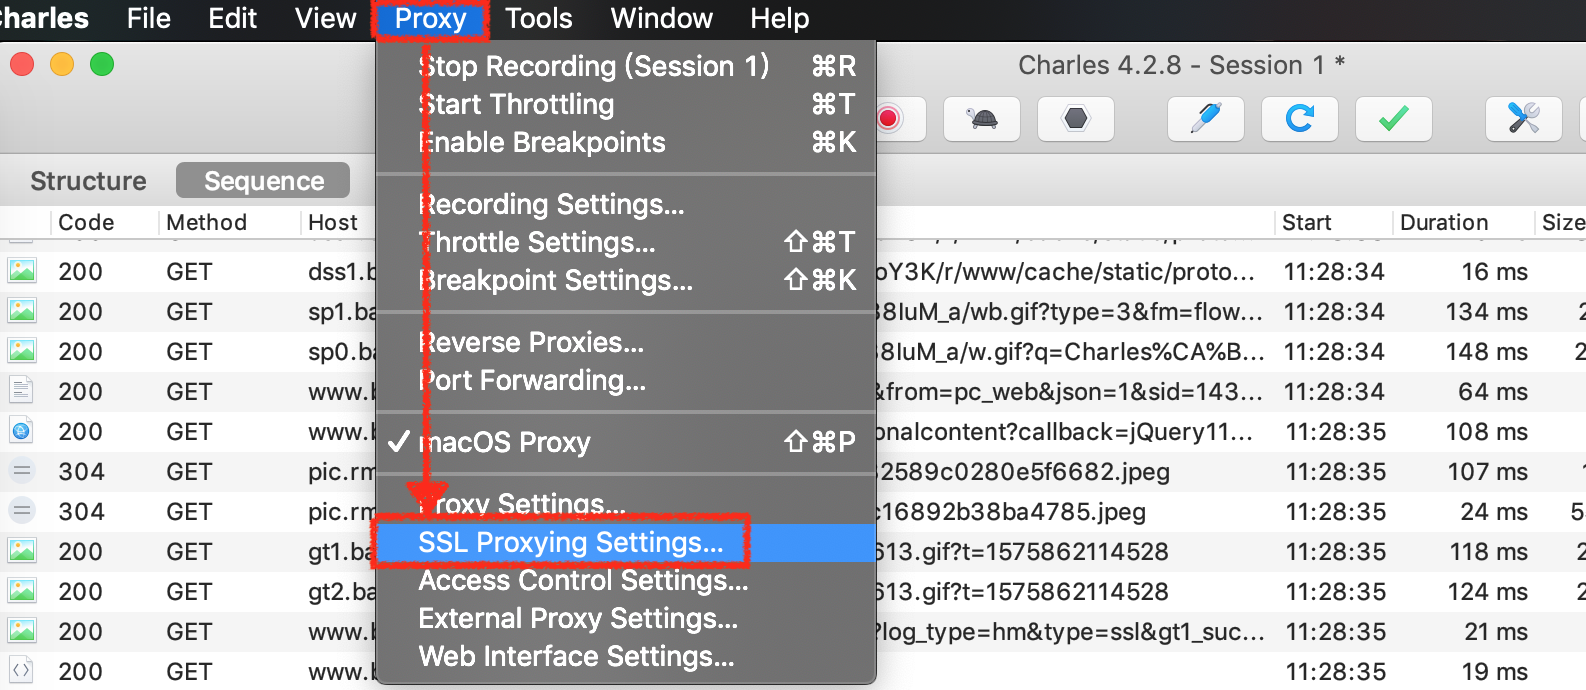 Charles File Edit View Proxy Tools Window Help
Charles 4.2.8 - Session 1 *
Stop Recording (Session 1) ⌘R
Start Throttling ⌘T
Enable Breakpoints ⌘K
Recording Settings...
Throttle Settings... ⇧⌘T
Breakpoint Settings... ⇧⌘K
Reverse Proxies...
Port Forwarding...
✓ macOS Proxy ⇧⌘P
Proxy Settings...
SSL Proxying Settings...
Access Control Settings...
External Proxy Settings...
Web Interface Settings...
Structure Sequence
Code Method Host Start Duration Size
200 GET dss1.b oY3K/r/www/cache/static/proto... 11:28:34 16 ms
200 GET sp1.ba 38IuM_a/wb.gif?type=3&fm=flow... 11:28:34 134 ms
200 GET sp0.ba 38IuM_a/w.gif?q=Charles%CA%B... 11:28:34 148 ms
200 GET www.b &from=pc_web&json=1&sid=143... 11:28:34 64 ms
200 GET www.b onalcontent?callback=jQuery11... 11:28:35 108 ms
304 GET pic.rm 32589c0280e5f6682.jpeg 11:28:35 107 ms
304 GET pic.rm c16892b38ba4785.jpeg 11:28:35 24 ms
200 GET gt1.ba 613.gif?t=1575862114528 11:28:35 118 ms
200 GET gt2.ba 613.gif?t=1575862114528 11:28:35 124 ms
200 GET www.b ?log_type=hm&type=ssl&gt1_suc... 11:28:35 21 ms
200 GET www.b 11:28:35 19 ms